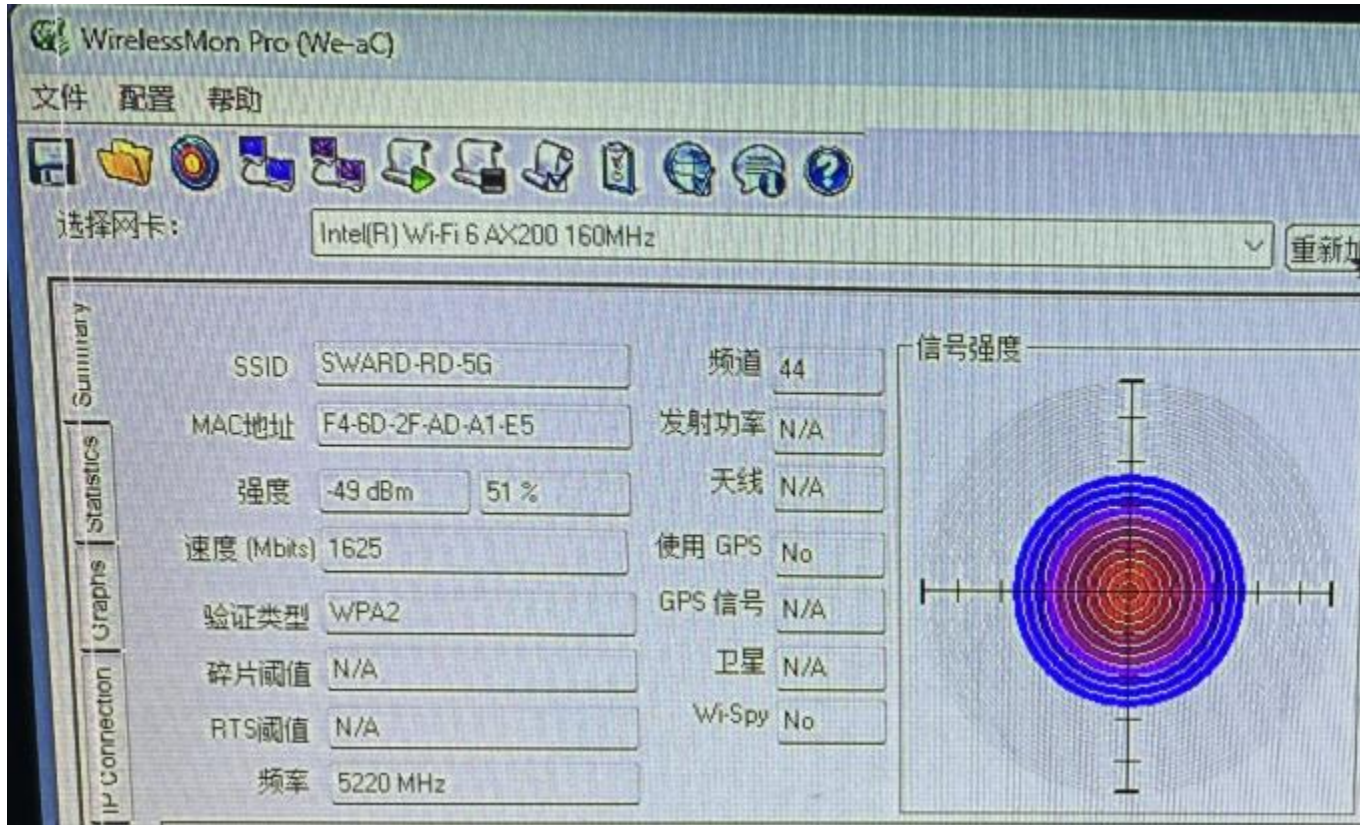 WirelessMon Pro (We-aC)
文件 配置 帮助
选择网卡: Intel(R) Wi-Fi 6 AX200 160MHz 重新加
Summary
Statistics
Graphs
IP Connection
SSID SWARD-RD-5G
MAC地址 F4-6D-2F-AD-A1-E5
强度 -49 dBm 51 %
速度 (Mbits) 1625
验证类型 WPA2
碎片阈值 N/A
RTS阈值 N/A
频率 5220 MHz
频道 44
发射功率 N/A
天线 N/A
使用 GPS No
GPS 信号 N/A
卫星 N/A
Wi-Spy No
信号强度